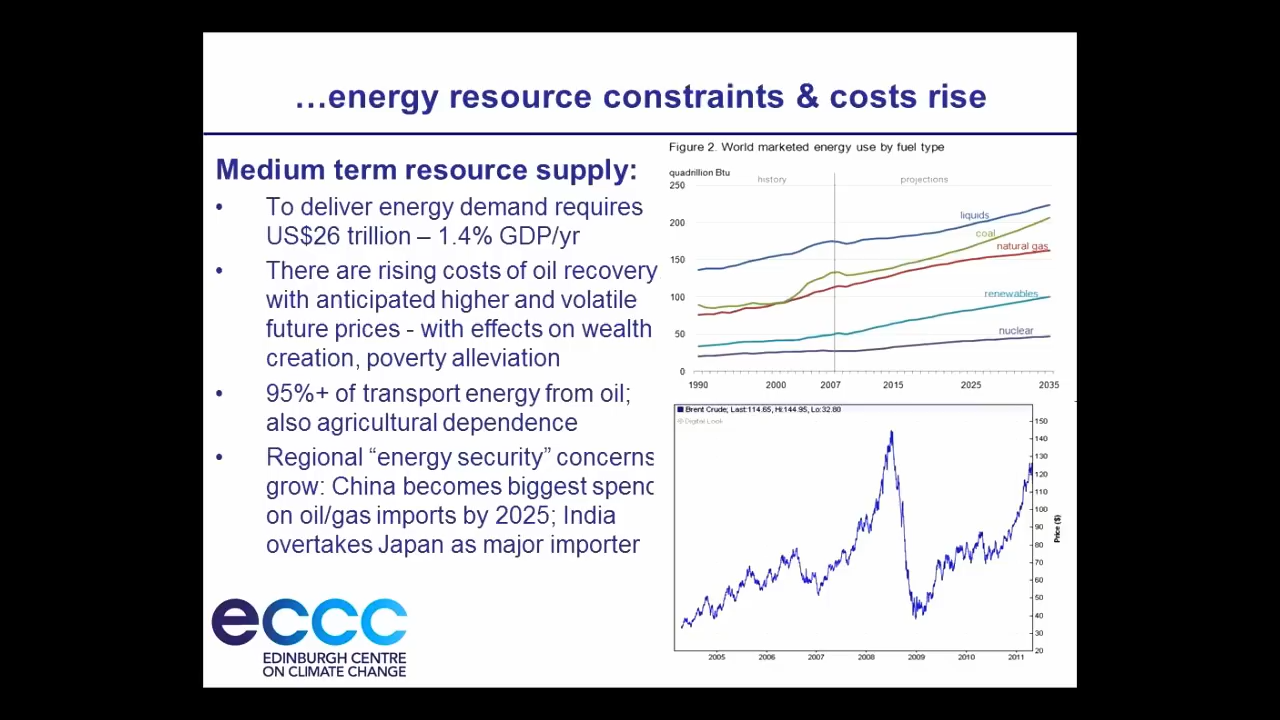 …energy resource constraints & costs rise
Medium term resource supply:
• To deliver energy demand requires
US$26 trillion – 1.4% GDP/yr
• There are rising costs of oil recovery
with anticipated higher and volatile
future prices - with effects on wealth
creation, poverty alleviation
• 95%+ of transport energy from oil;
also agricultural dependence
• Regional “energy security” concerns
grow: China becomes biggest spend
on oil/gas imports by 2025; India
overtakes Japan as major importer
eccc
EDINBURGH CENTRE
ON CLIMATE CHANGE
Figure 2. World marketed energy use by fuel type
quadrillion Btu
history
projections
250
200
150
100
50
0
liquids
coal
natural gas
renewables
nuclear
1990 2000 2007 2015 2025 2035
Brent Crude; Last:114.65, Hi:144.95, Lo:32.80
Digital Look
150
140
130
120
110
100
90
80
70
60
50
40
30
20
Price ($)
2005 2006 2007 2008 2009 2010 2011